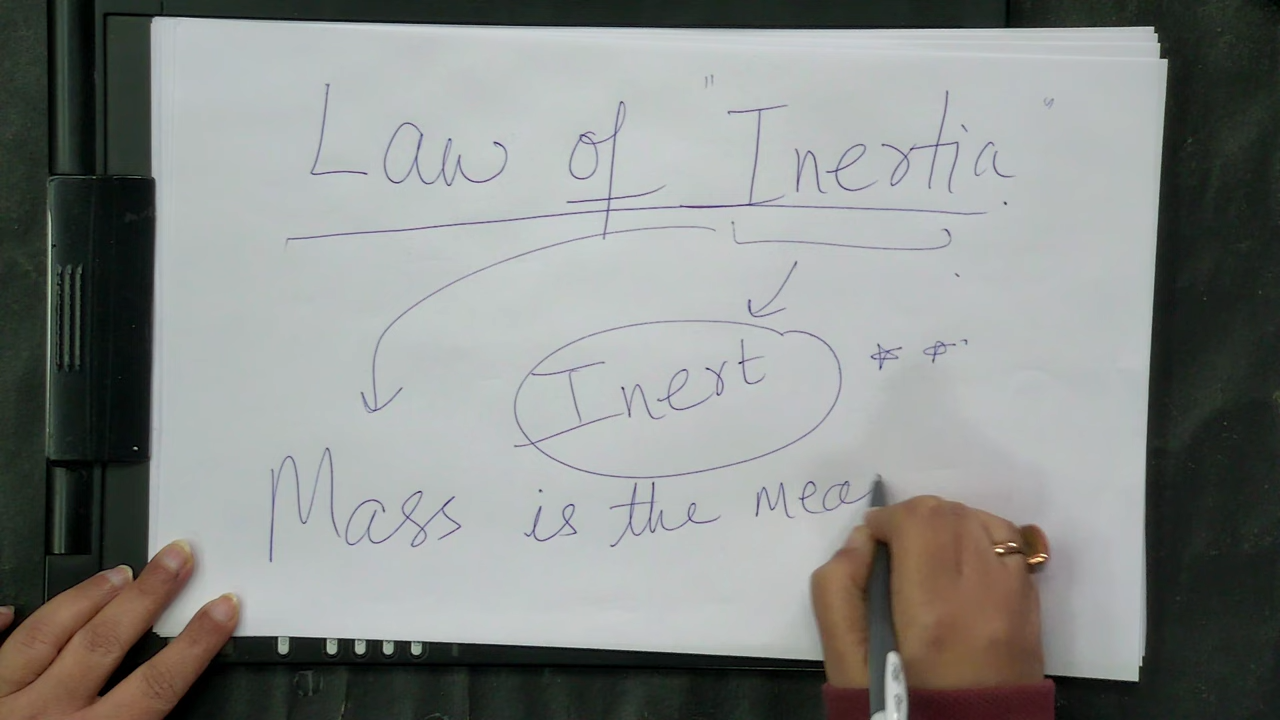 Law of "Inertia"
Inert **
Mass is the mea